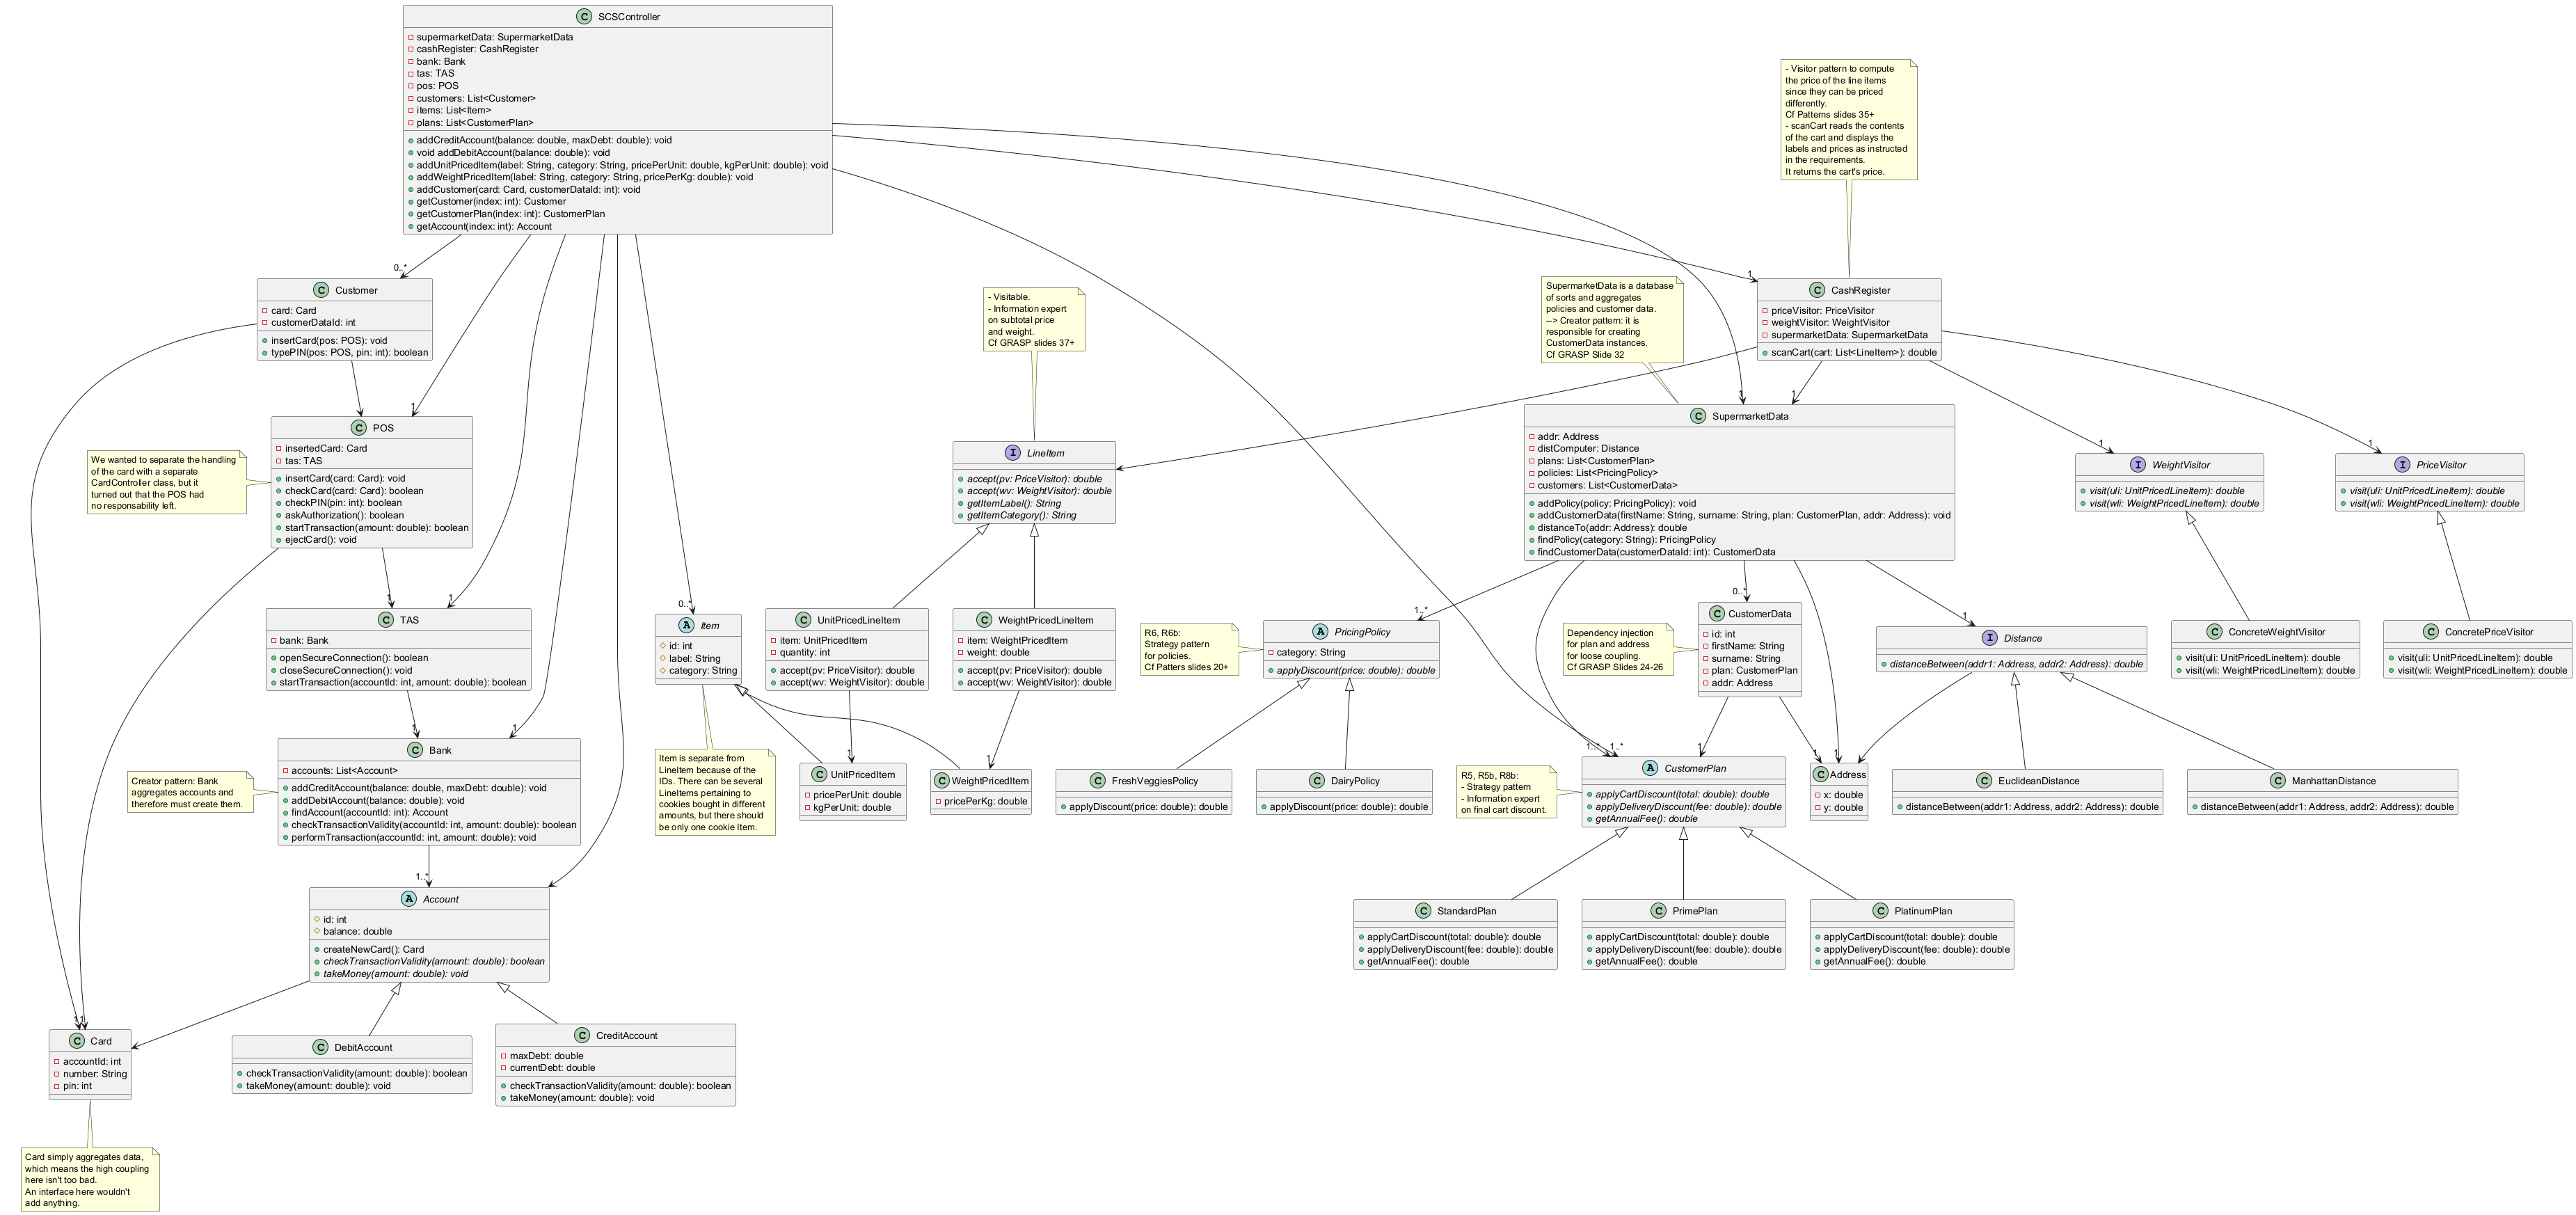 SCSController
supermarketData: SupermarketData
cashRegister: CashRegister
bank: Bank
tas: TAS
pos: POS
customers: List<Customer>
items: List<Item>
plans: List<CustomerPlan>
addCreditAccount(balance: double, maxDebt: double): void
void addDebitAccount(balance: double): void
addUnitPricedItem(label: String, category: String, pricePerUnit: double, kgPerUnit: double): void
addWeightPricedItem(label: String, category: String, pricePerKg: double): void
addCustomer(card: Card, customerDataId: int): void
getCustomer(index: int): Customer
getCustomerPlan(index: int): CustomerPlan
getAccount(index: int): Account
- Visitor pattern to compute
the price of the line items
since they can be priced
differently.
Cf Patterns slides 35+
- scanCart reads the contents
of the cart and displays the
labels and prices as instructed
in the requirements.
It returns the cart's price.
0..*
Customer
card: Card
customerDataId: int
insertCard(pos: POS): void
typePIN(pos: POS, pin: int): boolean
- Visitable.
- Information expert
on subtotal price
and weight.
Cf GRASP slides 37+
SupermarketData is a database
of sorts and aggregates
policies and customer data.
--> Creator pattern: it is
responsible for creating
CustomerData instances.
Cf GRASP Slide 32
1
CashRegister
priceVisitor: PriceVisitor
weightVisitor: WeightVisitor
supermarketData: SupermarketData
scanCart(cart: List<LineItem>): double
1
POS
insertedCard: Card
tas: TAS
insertCard(card: Card): void
checkCard(card: Card): boolean
checkPIN(pin: int): boolean
askAuthorization(): boolean
startTransaction(amount: double): boolean
ejectCard(): void
We wanted to separate the handling
of the card with a separate
CardController class, but it
turned out that the POS had
no responsability left.
LineItem
accept(pv: PriceVisitor): double
accept(wv: WeightVisitor): double
getItemLabel(): String
getItemCategory(): String
1
1
SupermarketData
addr: Address
distComputer: Distance
plans: List<CustomerPlan>
policies: List<PricingPolicy>
customers: List<CustomerData>
addPolicy(policy: PricingPolicy): void
addCustomerData(firstName: String, surname: String, plan: CustomerPlan, addr: Address): void
distanceTo(addr: Address): double
findPolicy(category: String): PricingPolicy
findCustomerData(customerDataId: int): CustomerData
1
WeightVisitor
visit(uli: UnitPricedLineItem): double
visit(wli: WeightPricedLineItem): double
1
PriceVisitor
visit(uli: UnitPricedLineItem): double
visit(wli: WeightPricedLineItem): double
1
1
TAS
bank: Bank
openSecureConnection(): boolean
closeSecureConnection(): void
startTransaction(accountId: int, amount: double): boolean
0..*
Item
id: int
label: String
category: String
UnitPricedLineItem
item: UnitPricedItem
quantity: int
accept(pv: PriceVisitor): double
accept(wv: WeightVisitor): double
WeightPricedLineItem
item: WeightPricedItem
weight: double
accept(pv: PriceVisitor): double
accept(wv: WeightVisitor): double
R6, R6b:
Strategy pattern
for policies.
Cf Patters slides 20+
1..*
PricingPolicy
category: String
applyDiscount(price: double): double
Dependency injection
for plan and address
for loose coupling.
Cf GRASP Slides 24-26
0..*
CustomerData
id: int
firstName: String
surname: String
plan: CustomerPlan
addr: Address
1
Distance
distanceBetween(addr1: Address, addr2: Address): double
ConcreteWeightVisitor
visit(uli: UnitPricedLineItem): double
visit(wli: WeightPricedLineItem): double
ConcretePriceVisitor
visit(uli: UnitPricedLineItem): double
visit(wli: WeightPricedLineItem): double
Creator pattern: Bank
aggregates accounts and
therefore must create them.
1
1
Bank
accounts: List<Account>
addCreditAccount(balance: double, maxDebt: double): void
addDebitAccount(balance: double): void
findAccount(accountId: int): Account
checkTransactionValidity(accountId: int, amount: double): boolean
performTransaction(accountId: int, amount: double): void
Item is separate from
LineItem because of the
IDs. There can be several
LineItems pertaining to
cookies bought in different
amounts, but there should
be only one cookie Item.
1
UnitPricedItem
pricePerUnit: double
kgPerUnit: double
1
WeightPricedItem
pricePerKg: double
FreshVeggiesPolicy
applyDiscount(price: double): double
DairyPolicy
applyDiscount(price: double): double
R5, R5b, R8b:
- Strategy pattern
- Information expert
on final cart discount.
1..*
1..*
1
CustomerPlan
applyCartDiscount(total: double): double
applyDeliveryDiscount(fee: double): double
getAnnualFee(): double
1
1
Address
x: double
y: double
EuclideanDistance
distanceBetween(addr1: Address, addr2: Address): double
ManhattanDistance
distanceBetween(addr1: Address, addr2: Address): double
1..*
Account
id: int
balance: double
createNewCard(): Card
checkTransactionValidity(amount: double): boolean
takeMoney(amount: double): void
StandardPlan
applyCartDiscount(total: double): double
applyDeliveryDiscount(fee: double): double
getAnnualFee(): double
PrimePlan
applyCartDiscount(total: double): double
applyDeliveryDiscount(fee: double): double
getAnnualFee(): double
PlatinumPlan
applyCartDiscount(total: double): double
applyDeliveryDiscount(fee: double): double
getAnnualFee(): double
1
1
Card
accountId: int
number: String
pin: int
DebitAccount
checkTransactionValidity(amount: double): boolean
takeMoney(amount: double): void
CreditAccount
maxDebt: double
currentDebt: double
checkTransactionValidity(amount: double): boolean
takeMoney(amount: double): void
Card simply aggregates data,
which means the high coupling
here isn't too bad.
An interface here wouldn't
add anything.